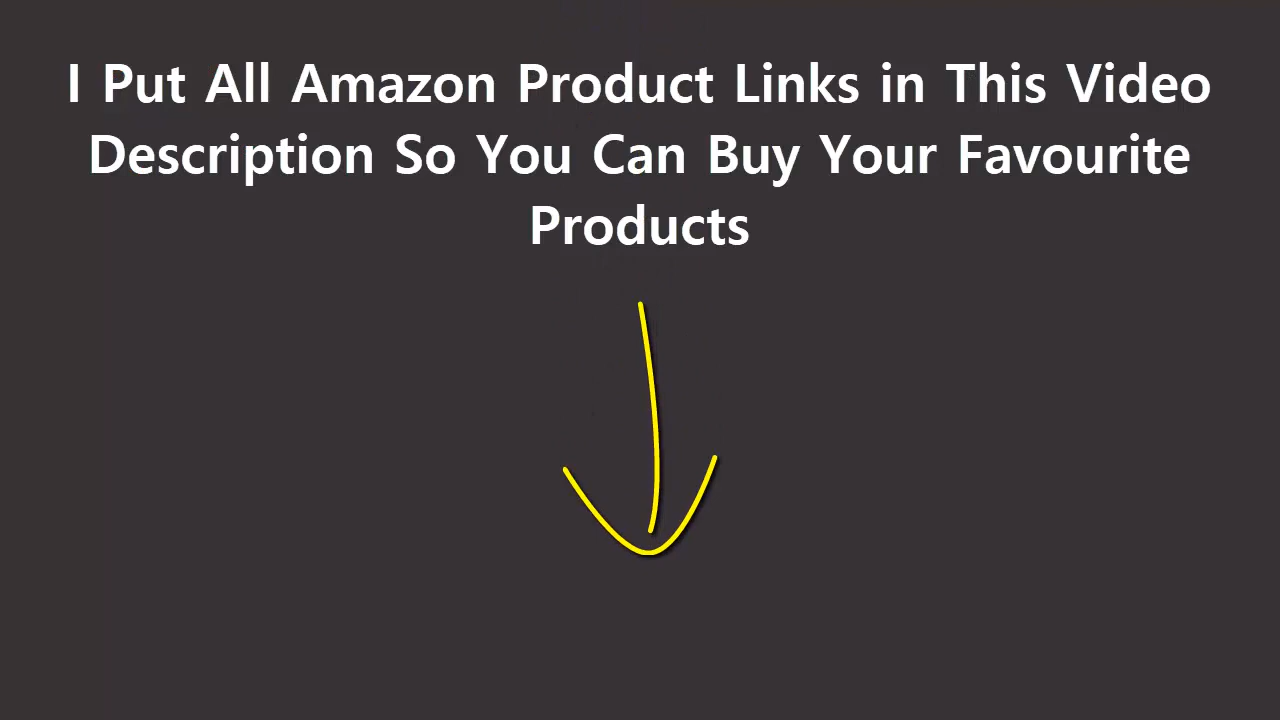 I Put All Amazon Product Links in This Video
Description So You Can Buy Your Favourite
Products